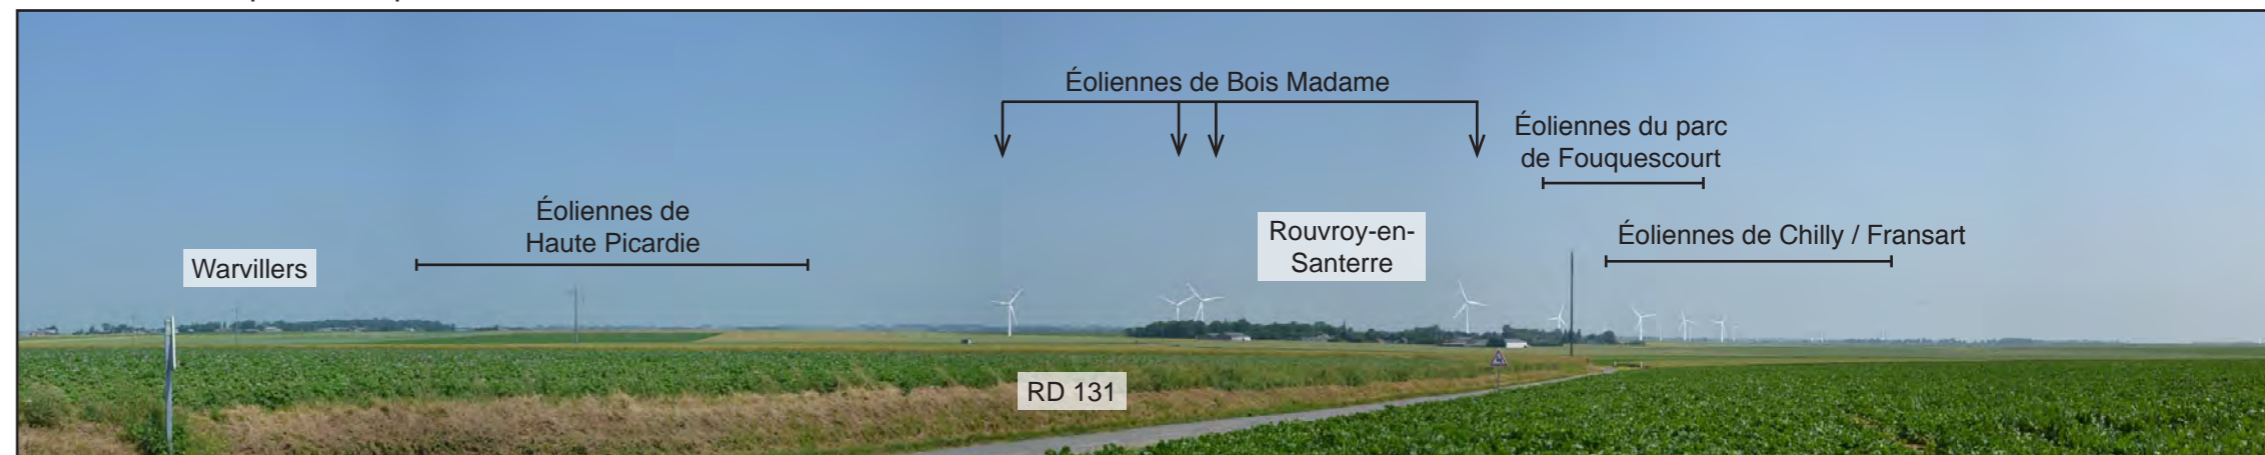 Éoliennes de Bois Madame
Éoliennes du parc
de Fouquescourt
Éoliennes de
Haute Picardie
Rouvroy-en-
Santerre
Éoliennes de Chilly / Fransart
Warvillers
RD 131